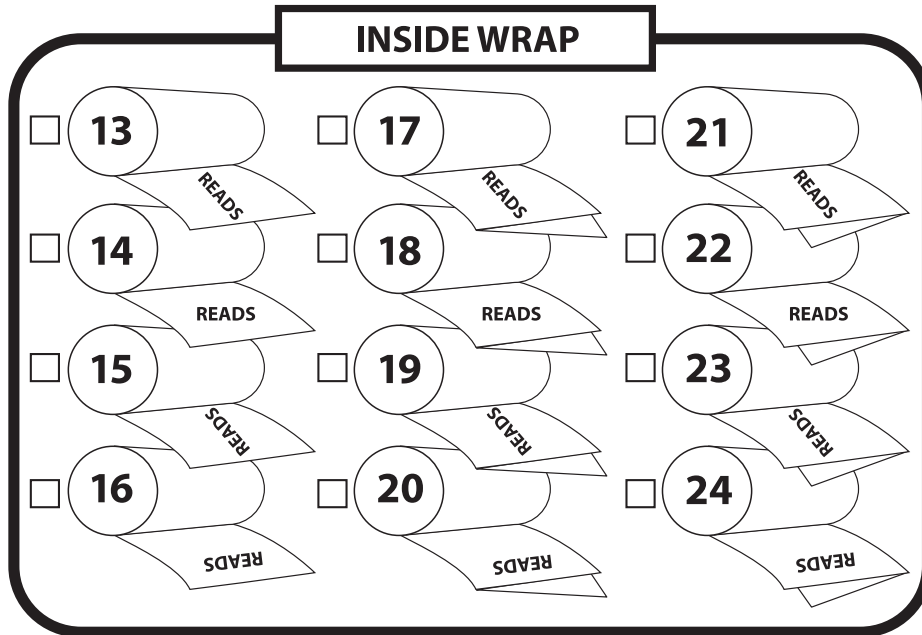 INSIDE WRAP
13
READS
14
READS
15
READS
16
READS
17
READS
18
READS
19
READS
20
READS
21
READS
22
READS
23
READS
24
READS